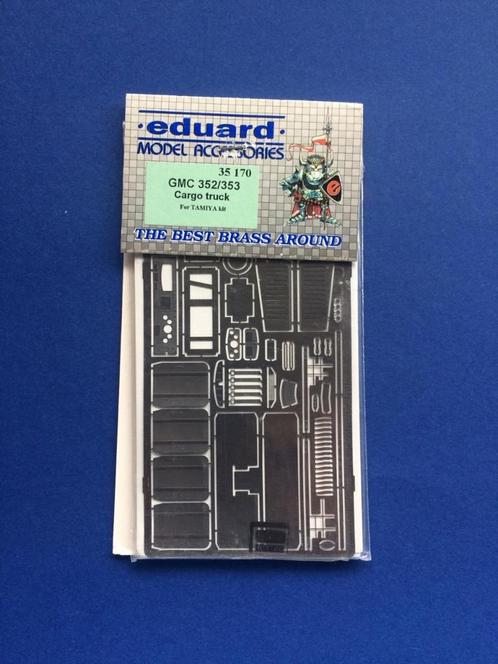 ·eduard·
MODEL ACCESSORIES
35 170
GMC 352/353
Cargo truck
For TAMIYA kit
e
THE BEST BRASS AROUND